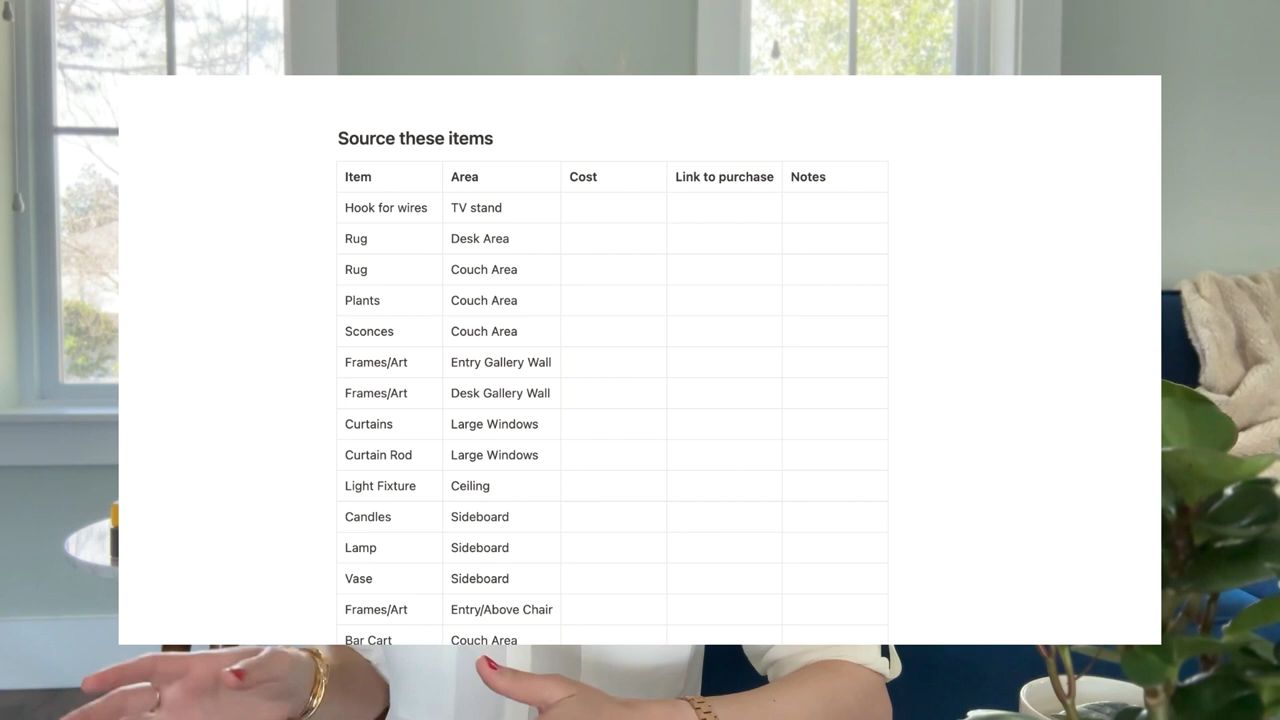 Source these items
Item Area Cost Link to purchase Notes
Hook for wires TV stand
Rug Desk Area
Rug Couch Area
Plants Couch Area
Sconces Couch Area
Frames/Art Entry Gallery Wall
Frames/Art Desk Gallery Wall
Curtains Large Windows
Curtain Rod Large Windows
Light Fixture Ceiling
Candles Sideboard
Lamp Sideboard
Vase Sideboard
Frames/Art Entry/Above Chair
Bar Cart Couch Area